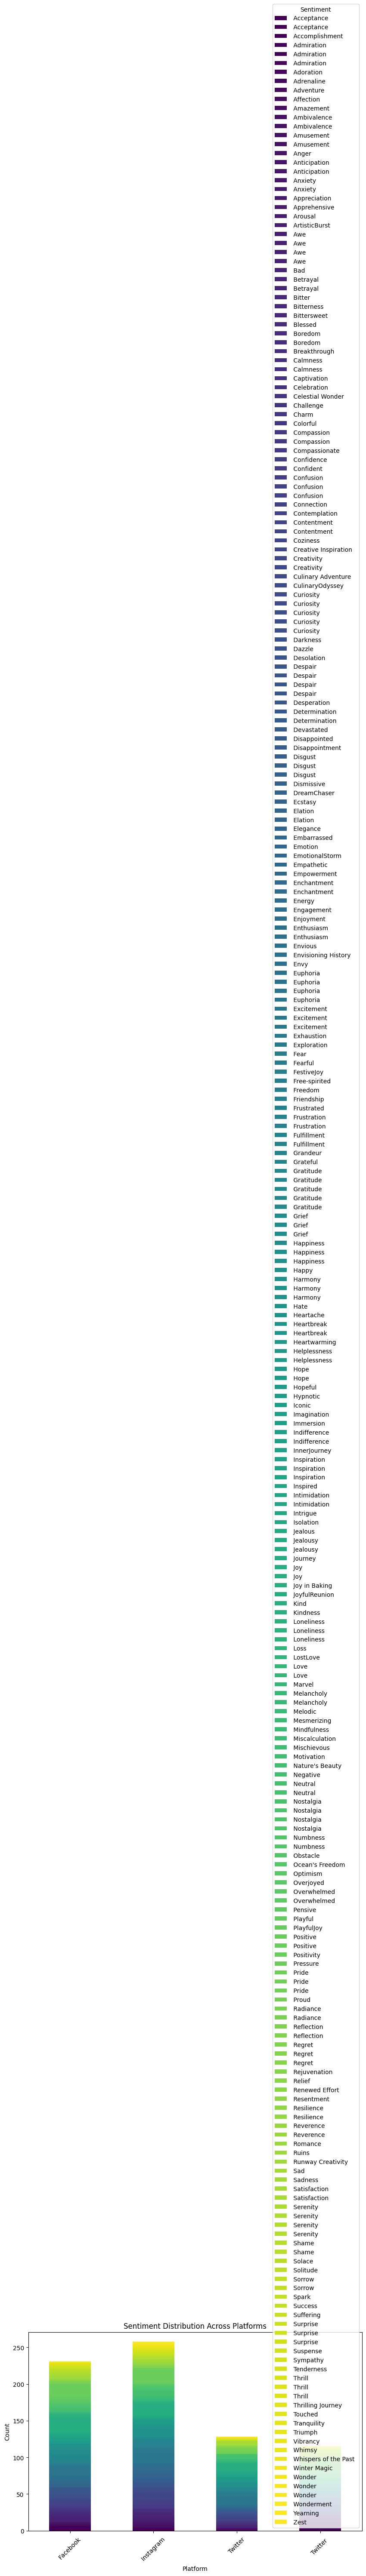 Sentiment
Acceptance
Acceptance
Accomplishment
Admiration
Admiration
Admiration
Adoration
Adrenaline
Adventure
Affection
Amazement
Ambivalence
Ambivalence
Amusement
Amusement
Anger
Anticipation
Anticipation
Anxiety
Anxiety
Appreciation
Apprehensive
Arousal
ArtisticBurst
Awe
Awe
Awe
Awe
Bad
Betrayal
Betrayal
Bitter
Bitterness
Bittersweet
Blessed
Boredom
Boredom
Breakthrough
Calmness
Calmness
Captivation
Celebration
Celestial Wonder
Challenge
Charm
Colorful
Compassion
Compassion
Compassionate
Confidence
Confident
Confusion
Confusion
Confusion
Connection
Contemplation
Contentment
Contentment
Coziness
Creative Inspiration
Creativity
Creativity
Culinary Adventure
CulinaryOdyssey
Curiosity
Curiosity
Curiosity
Curiosity
Curiosity
Darkness
Dazzle
Desolation
Despair
Despair
Despair
Despair
Desperation
Determination
Determination
Devastated
Disappointed
Disappointment
Disgust
Disgust
Disgust
Dismissive
DreamChaser
Ecstasy
Elation
Elation
Elegance
Embarrassed
Emotion
EmotionalStorm
Empathetic
Empowerment
Enchantment
Enchantment
Energy
Engagement
Enjoyment
Enthusiasm
Enthusiasm
Envious
Envisioning History
Envy
Euphoria
Euphoria
Euphoria
Euphoria
Excitement
Excitement
Excitement
Exhaustion
Exploration
Fear
Fearful
FestiveJoy
Free-spirited
Freedom
Friendship
Frustrated
Frustration
Frustration
Fulfillment
Fulfillment
Grandeur
Grateful
Gratitude
Gratitude
Gratitude
Gratitude
Gratitude
Grief
Grief
Grief
Happiness
Happiness
Happiness
Happy
Harmony
Harmony
Harmony
Hate
Heartache
Heartbreak
Heartbreak
Heartwarming
Helplessness
Helplessness
Hope
Hope
Hopeful
Hypnotic
Iconic
Imagination
Immersion
Indifference
Indifference
InnerJourney
Inspiration
Inspiration
Inspiration
Inspired
Intimidation
Intimidation
Intrigue
Isolation
Jealous
Jealousy
Jealousy
Journey
Joy
Joy
Joy in Baking
JoyfulReunion
Kind
Kindness
Loneliness
Loneliness
Loneliness
Loss
LostLove
Love
Love
Marvel
Melancholy
Melancholy
Melodic
Mesmerizing
Mindfulness
Miscalculation
Mischievous
Motivation
Nature's Beauty
Negative
Neutral
Neutral
Nostalgia
Nostalgia
Nostalgia
Nostalgia
Numbness
Numbness
Obstacle
Ocean's Freedom
Optimism
Overjoyed
Overwhelmed
Overwhelmed
Pensive
Playful
PlayfulJoy
Positive
Positive
Positivity
Pressure
Pride
Pride
Pride
Proud
Radiance
Radiance
Reflection
Reflection
Regret
Regret
Regret
Rejuvenation
Relief
Renewed Effort
Resentment
Resilience
Resilience
Reverence
Reverence
Romance
Ruins
Runway Creativity
Sad
Sadness
Satisfaction
Satisfaction
Serenity
Serenity
Serenity
Serenity
Shame
Shame
Solace
Solitude
Sorrow
Sorrow
Spark
Success
Suffering
Surprise
Surprise
Surprise
Suspense
Sympathy
Tenderness
Thrill
Thrill
Thrill
Thrilling Journey
Touched
Tranquility
Triumph
Vibrancy
Whimsy
Whispers of the Past
Winter Magic
Wonder
Wonder
Wonder
Wonderment
Yearning
Zest
Sentiment Distribution Across Platforms
Count
250
200
150
100
50
0
Facebook
Instagram
Twitter
Twitter
Platform